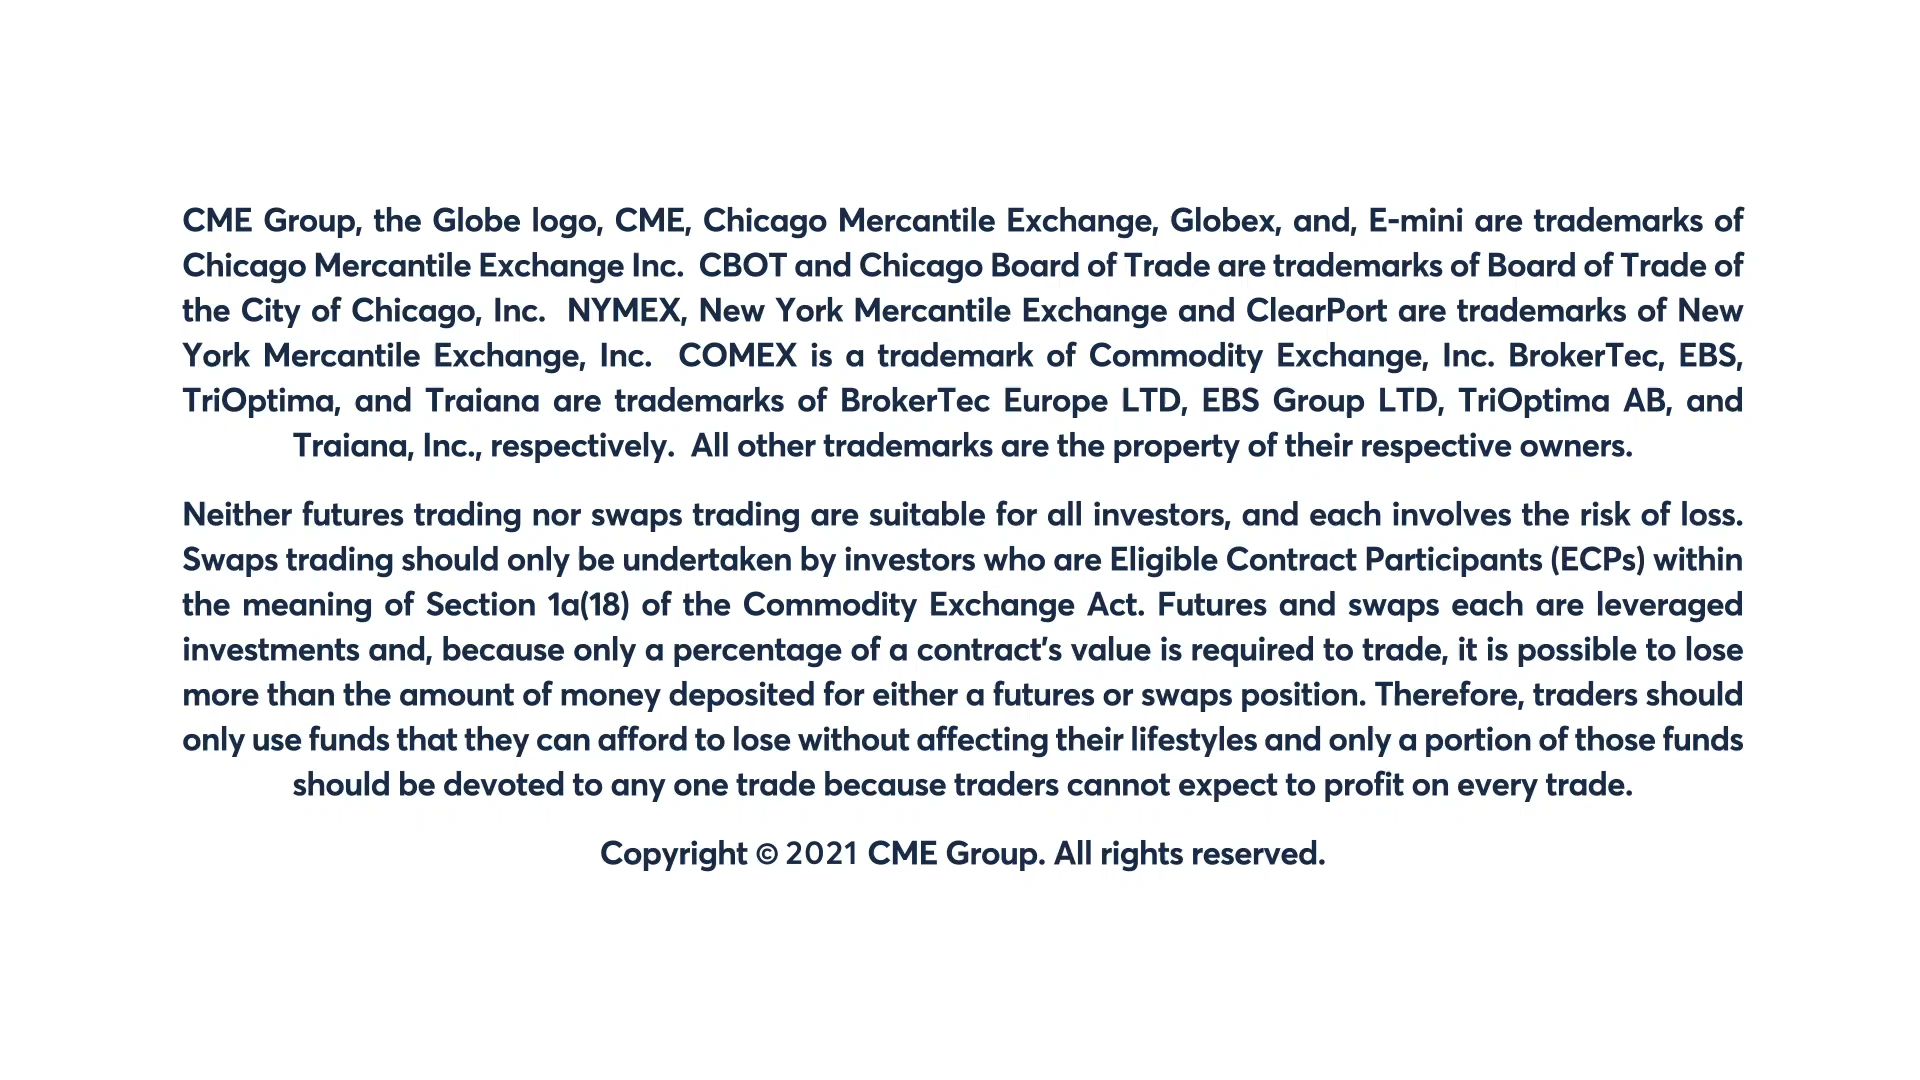 CME Group, the Globe logo, CME, Chicago Mercantile Exchange, Globex, and, E-mini are trademarks of
Chicago Mercantile Exchange Inc.  CBOT and Chicago Board of Trade are trademarks of Board of Trade of
the City of Chicago, Inc.  NYMEX, New York Mercantile Exchange and ClearPort are trademarks of New
York Mercantile Exchange, Inc.  COMEX is a trademark of Commodity Exchange, Inc. BrokerTec, EBS,
TriOptima, and Traiana are trademarks of BrokerTec Europe LTD, EBS Group LTD, TriOptima AB, and
Traiana, Inc., respectively.  All other trademarks are the property of their respective owners.
Neither futures trading nor swaps trading are suitable for all investors, and each involves the risk of loss.
Swaps trading should only be undertaken by investors who are Eligible Contract Participants (ECPs) within
the meaning of Section 1a(18) of the Commodity Exchange Act. Futures and swaps each are leveraged
investments and, because only a percentage of a contract's value is required to trade, it is possible to lose
more than the amount of money deposited for either a futures or swaps position. Therefore, traders should
only use funds that they can afford to lose without affecting their lifestyles and only a portion of those funds
should be devoted to any one trade because traders cannot expect to profit on every trade.
Copyright © 2021 CME Group. All rights reserved.